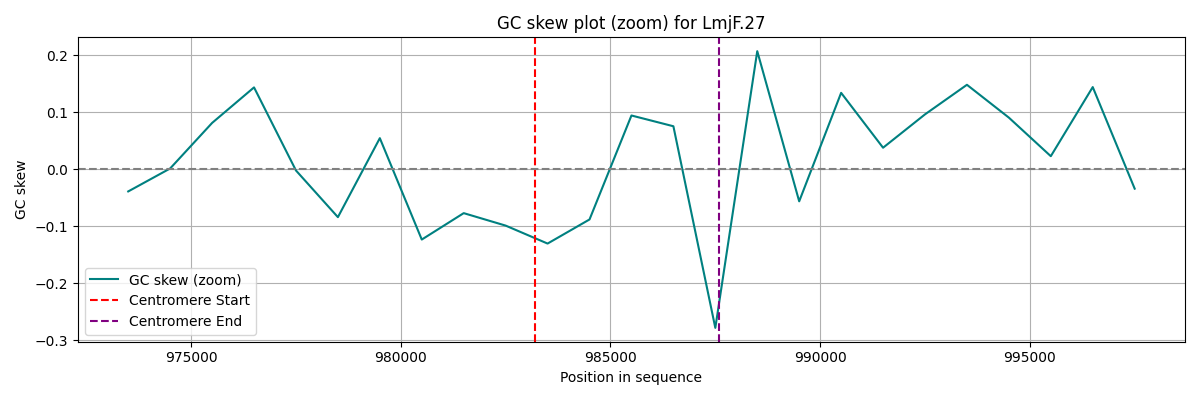 GC skew plot (zoom) for LmjF.27
GC skew
0.2
0.1
0.0
−0.1
−0.2
−0.3
GC skew (zoom)
Centromere Start
Centromere End
975000
980000
985000
990000
995000
Position in sequence